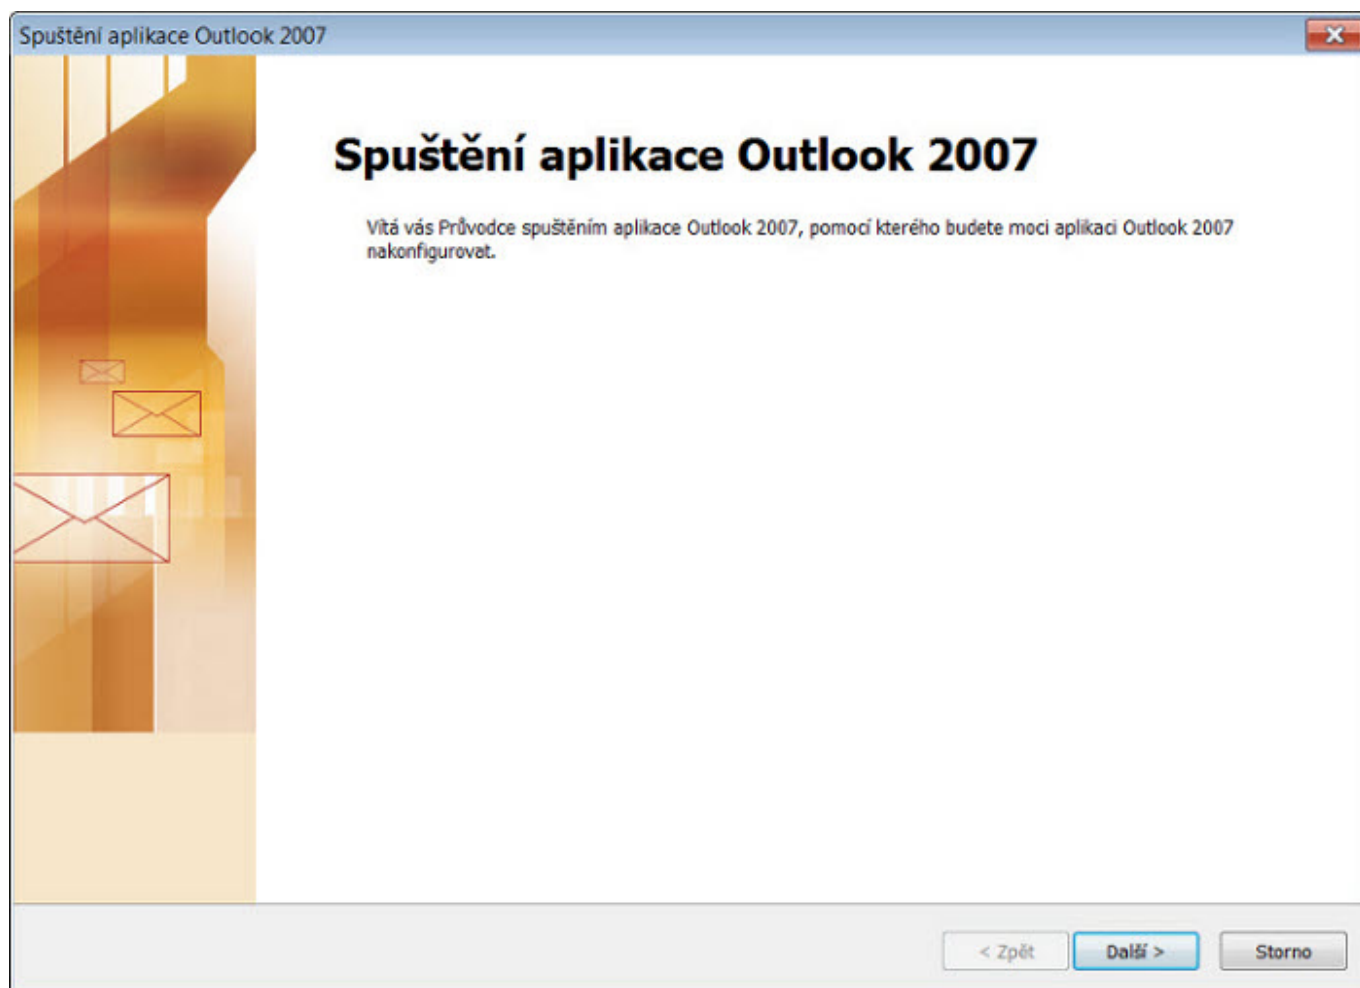 Spuštění aplikace Outlook 2007
Spuštění aplikace Outlook 2007
Vítá vás Průvodce spuštěním aplikace Outlook 2007, pomocí kterého budete moci aplikaci Outlook 2007
nakonfigurovat.
< Zpět Další > Storno